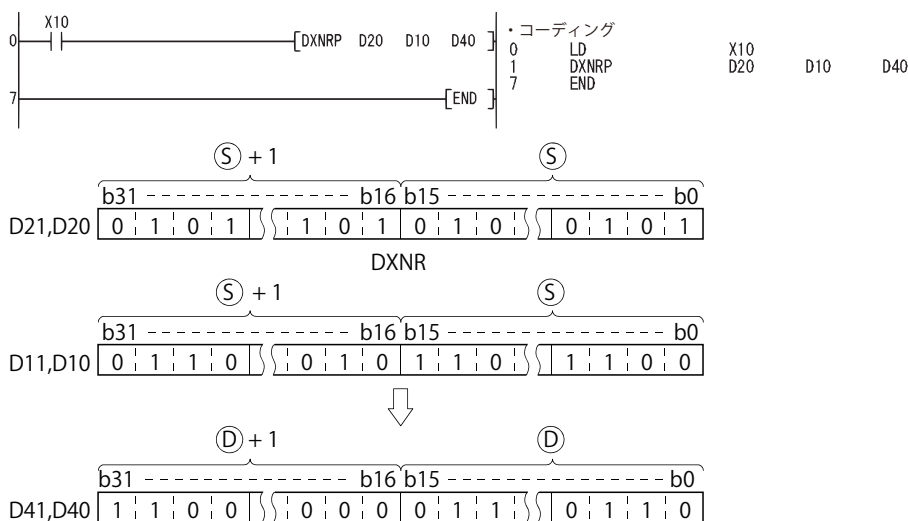 X10
0 [DXNRP D20 D10 D40]
7 [END]
・コーディング
0 LD X10
1 DXNRP D20 D10 D40
7 END
Ⓢ + 1 Ⓢ
b31 b16 b15 b0
D21,D20 0 1 0 1 1 0 1 0 1 0 0 1 0 1
DXNR
Ⓢ + 1 Ⓢ
b31 b16 b15 b0
D11,D10 0 1 1 0 0 1 0 1 1 0 1 1 0 0
Ⓓ + 1 Ⓓ
b31 b16 b15 b0
D41,D40 1 1 0 0 0 0 0 0 1 1 0 1 1 0